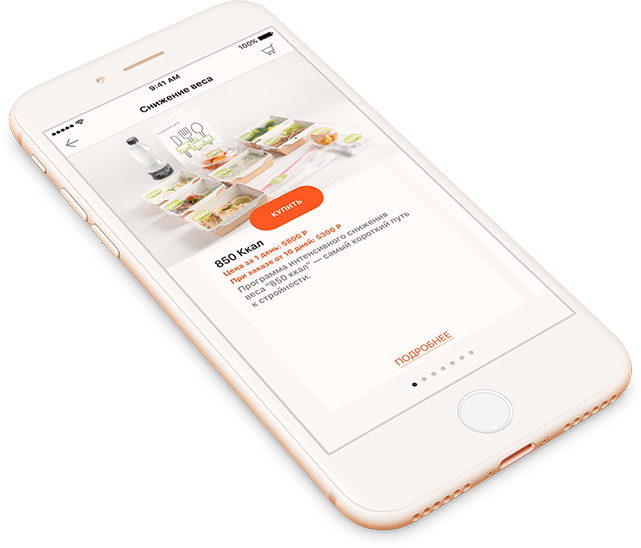 100%
9:41 AM
Снижение веса
КУПИТЬ
850 Ккал
Цена за 1 день: 5800 Р
При заказе от 10 дней: 5300 Р
Программа интенсивного снижения
веса "850 ккал" — самый короткий путь
к стройности.
ПОДРОБНЕЕ